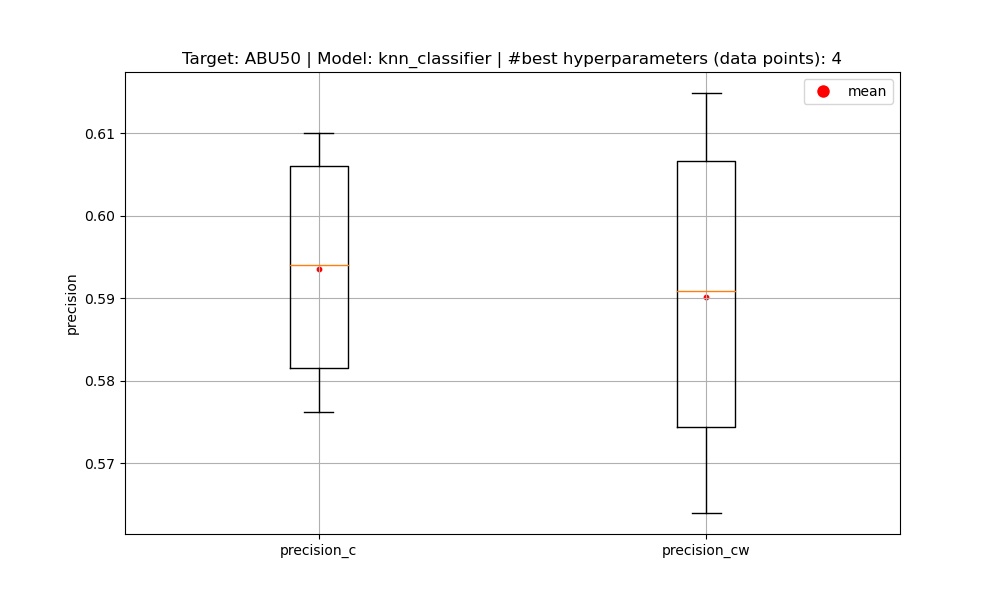 Target: ABU50 | Model: knn_classifier | #best hyperparameters (data points): 4
mean
0.61
0.60
0.59
0.58
0.57
precision
precision_c
precision_cw